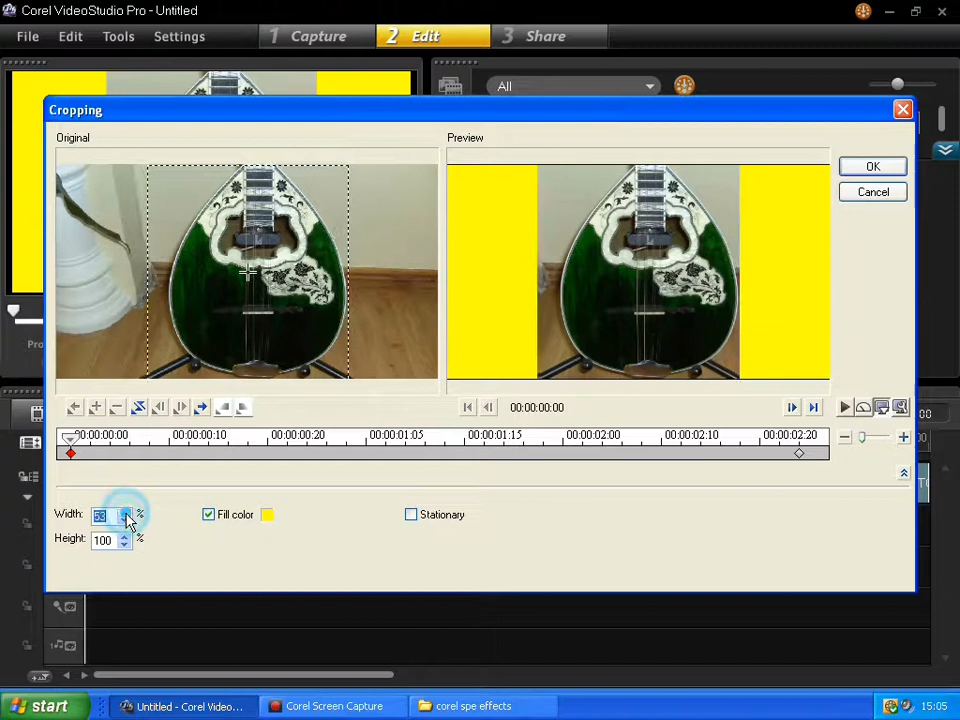 Corel VideoStudio Pro - Untitled
File Edit Tools Settings 1 Capture 2 Edit 3 Share
All
Cropping
Original Preview
OK
Cancel
Pro
00:00:00:00
00:00:00:00 00:00:00:10 00:00:00:20 00:00:01:05 00:00:01:15 00:00:02:00 00:00:02:10 00:00:02:20
Width: 53 % Fill color Stationary
Height: 100 %
start Untitled - Corel Video... Corel Screen Capture corel spe effects 15:05